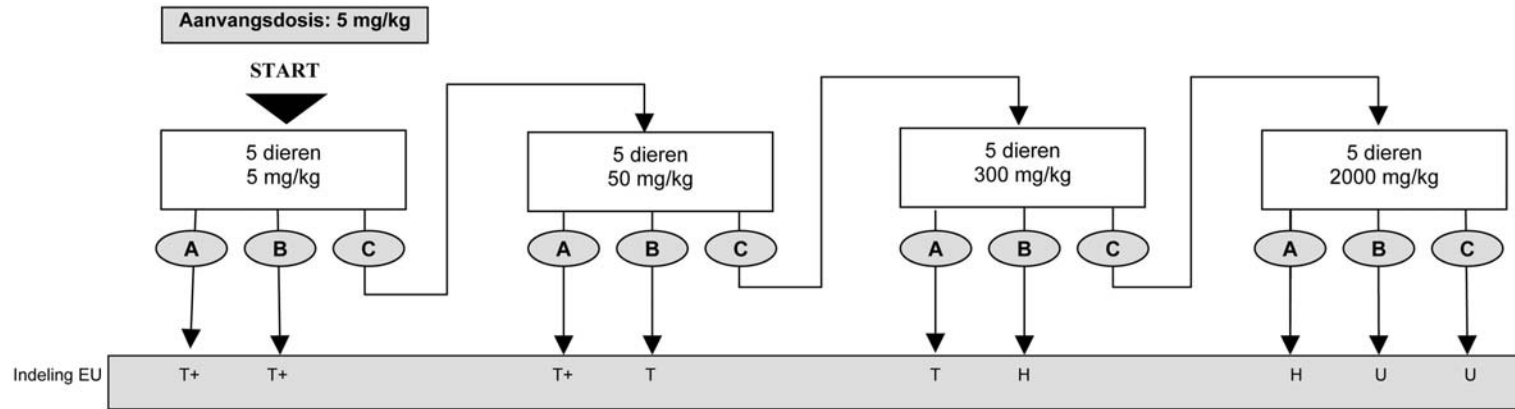 Aanvangsdosis: 5 mg/kg
START
5 dieren
5 mg/kg
5 dieren
50 mg/kg
5 dieren
300 mg/kg
5 dieren
2000 mg/kg
A B C A B C A B C A B C
Indeling EU T+ T+ T+ T T H H U U